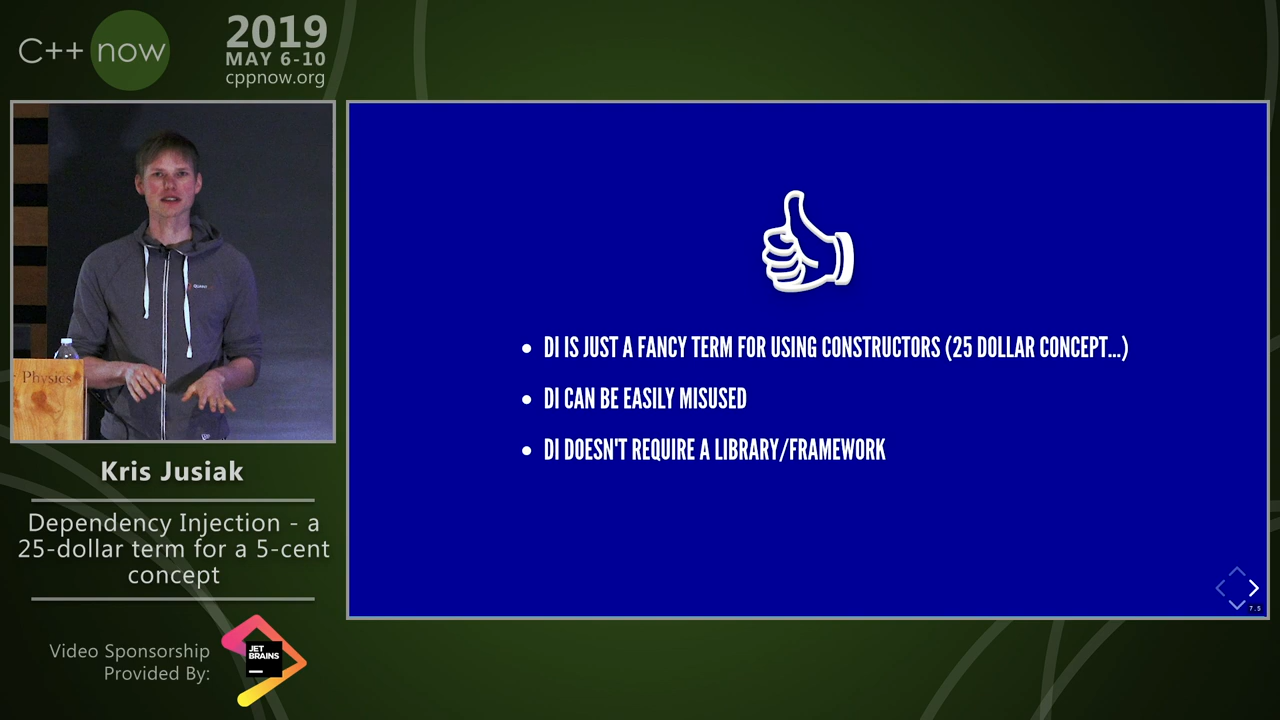 C++ now
2019
MAY 6-10
cppnow.org
Physics
Kris Jusiak
Dependency Injection - a
25-dollar term for a 5-cent
concept
Video Sponsorship
Provided By:
JET
BRAINS
DI IS JUST A FANCY TERM FOR USING CONSTRUCTORS (25 DOLLAR CONCEPT...)
DI CAN BE EASILY MISUSED
DI DOESN'T REQUIRE A LIBRARY/FRAMEWORK
7.5